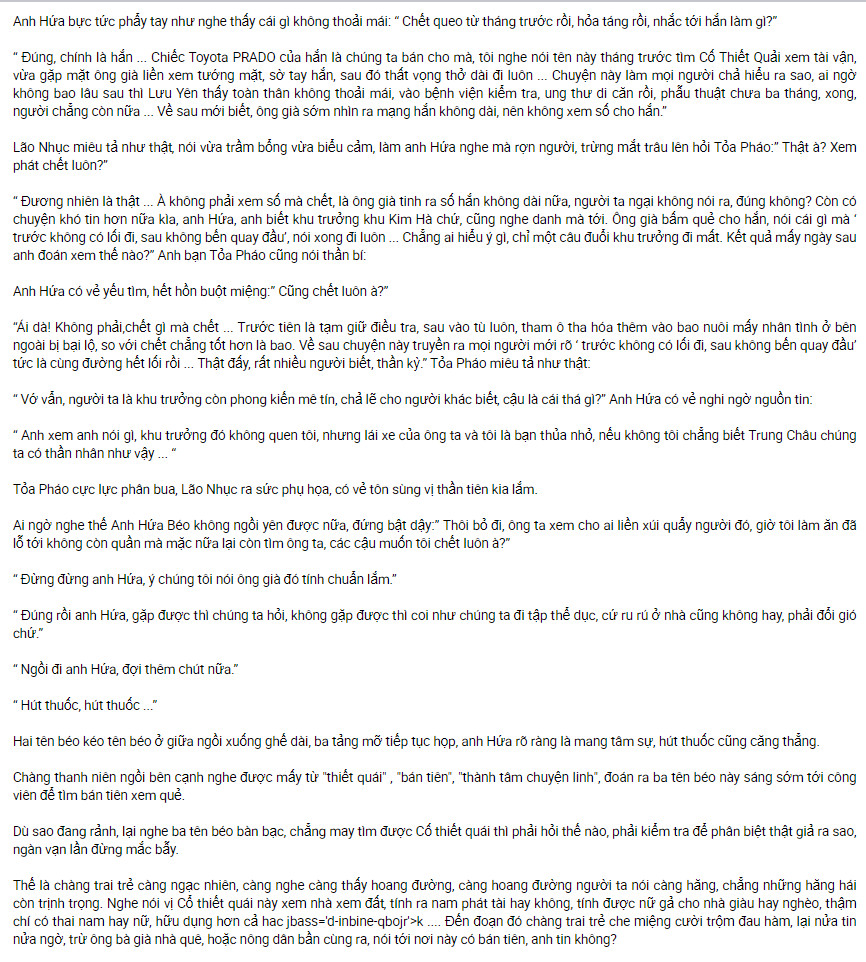 Anh Hứa bực tức phẩy tay như nghe thấy cái gì không thoải mái: “ Chết queo từ tháng trước rồi, hỏa táng rồi, nhắc tới hắn làm gì?”
“ Đúng, chính là hắn ... Chiếc Toyota PRADO của hắn là chúng ta bán cho mà, tôi nghe nói tên này tháng trước tìm Cố Thiết Quải xem tài vận,
vừa gặp mặt ông già liền xem tướng mặt, sờ tay hắn, sau đó thất vọng thở dài đi luôn ... Chuyện này làm mọi người chả hiểu ra sao, ai ngờ
không bao lâu sau thì Lưu Yên thấy toàn thân không thoải mái, vào bệnh viện kiểm tra, ung thư di căn rồi, phẫu thuật chưa ba tháng, xong,
người chẳng còn nữa ... Về sau mới biết, ông già sớm nhìn ra mạng hắn không dài, nên không xem số cho hắn.”
Lão Nhục miêu tả như thật, nói vừa trầm bổng vừa biểu cảm, làm anh Hứa nghe mà rợn người, trừng mắt trâu lên hỏi Tỏa Pháo:” Thật à? Xem
phát chết luôn?”
“ Đương nhiên là thật ... À không phải xem số mà chết, là ông già tính ra số hắn không dài nữa, người ta ngại không nói ra, đúng không? Còn có
chuyện khó tin hơn nữa kìa, anh Hứa, anh biết khu trưởng khu Kim Hà chứ, cũng nghe danh mà tới. Ông già bấm quẻ cho hắn, nói cái gì mà ‘
trước không có lối đi, sau không bến quay đầu’, nói xong đi luôn ... Chẳng ai hiểu ý gì, chỉ một câu đuổi khu trưởng đi mất. Kết quả mấy ngày sau
anh đoán xem thế nào?” Anh bạn Tỏa Pháo cũng nói thần bí:
Anh Hứa có vẻ yếu tim, hết hồn buột miệng:” Cũng chết luôn à?”
“Ái dà! Không phải,chết gì mà chết ... Trước tiên là tạm giữ điều tra, sau vào tù luôn, tham ô tha hóa thêm vào bao nuôi mấy nhân tình ở bên
ngoài bị bại lộ, so với chết chẳng tốt hơn là bao. Về sau chuyện này truyền ra mọi người mới rõ ‘ trước không có lối đi, sau không bến quay đầu’
tức là cùng đường hết lối rồi ... Thật đấy, rất nhiều người biết, thần kỳ.” Tỏa Pháo miêu tả như thật:
“ Vớ vẩn, người ta là khu trưởng còn phong kiến mê tín, chả lẽ cho người khác biết, cậu là cái thá gì?” Anh Hứa có vẻ nghi ngờ nguồn tin:
“ Anh xem anh nói gì, khu trưởng đó không quen tôi, nhưng lái xe của ông ta và tôi là bạn thủa nhỏ, nếu không tôi chẳng biết Trung Châu chúng
ta có thần nhân như vậy ... “
Tỏa Pháo cực lực phân bua, Lão Nhục ra sức phụ họa, có vẻ tôn sùng vị thần tiên kia lắm.
Ai ngờ nghe thế Anh Hứa Béo không ngồi yên được nữa, đứng bật dậy:” Thôi bỏ đi, ông ta xem cho ai liền xúi quẩy người đó, giờ tôi làm ăn đã
lỗ tới không còn quần mà mặc nữa lại còn tìm ông ta, các cậu muốn tôi chết luôn à?”
“ Đừng đừng anh Hứa, ý chúng tôi nói ông già đó tính chuẩn lắm.”
“ Đúng rồi anh Hứa, gặp được thì chúng ta hỏi, không gặp được thì coi như chúng ta đi tập thể dục, cứ ru rú ở nhà cũng không hay, phải đổi gió
chứ.”
“ Ngồi đi anh Hứa, đợi thêm chút nữa.”
“ Hút thuốc, hút thuốc ...”
Hai tên béo kéo tên béo ở giữa ngồi xuống ghế dài, ba tảng mỡ tiếp tục họp, anh Hứa rõ ràng là mang tâm sự, hút thuốc cũng căng thẳng.
Chàng thanh niên ngồi bên cạnh nghe được mấy từ "thiết quái" , "bán tiên", "thành tâm chuyện linh", đoán ra ba tên béo này sáng sớm tới công
viên để tìm bán tiên xem quẻ.
Dù sao đang rảnh, lại nghe ba tên béo bàn bạc, chẳng may tìm được Cố thiết quái thì phải hỏi thế nào, phải kiểm tra để phân biệt thật giả ra sao,
ngàn vạn lần đừng mắc bẫy.
Thế là chàng trai trẻ càng ngạc nhiên, càng nghe càng thấy hoang đường, càng hoang đường người ta nói càng hăng, chẳng những hăng hái
còn trịnh trọng. Nghe nói vị Cổ thiết quái này xem nhà xem đất, tính ra nam phát tài hay không, tính được nữ gả cho nhà giàu hay nghèo, thậm
chí có thai nam hay nữ, hữu dụng hơn cả hac jbass='d-inbine-qbojr'>k .... Đến đoạn đó chàng trai trẻ che miệng cười trộm đau hàm, lại nửa tin
nửa ngờ, trừ ông bà già nhà quê, hoặc nông dân bần cùng ra, nói tới nơi này có bán tiên, anh tin không?